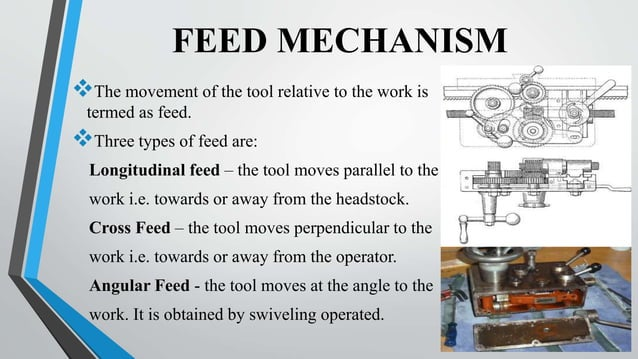 FEED MECHANISM
The movement of the tool relative to the work is
termed as feed.
Three types of feed are:
Longitudinal feed – the tool moves parallel to the
work i.e. towards or away from the headstock.
Cross Feed – the tool moves perpendicular to the
work i.e. towards or away from the operator.
Angular Feed - the tool moves at the angle to the
work. It is obtained by swiveling operated.